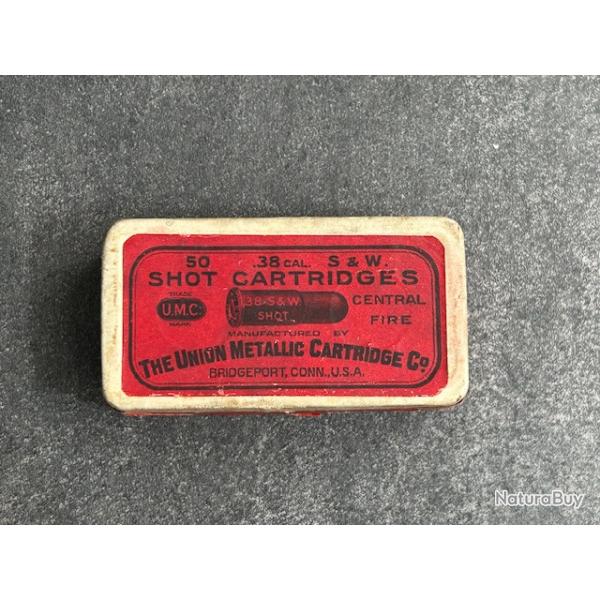 50 .38 CAL. S & W.
SHOT CARTRIDGES
TRADE
U.M.C.
MARK
.38-S&W
SHOT.
CENTRAL
FIRE
MANUFACTURED BY
THE UNION METALLIC CARTRIDGE CO.
BRIDGEPORT, CONN., U.S.A.
NaturaBuy